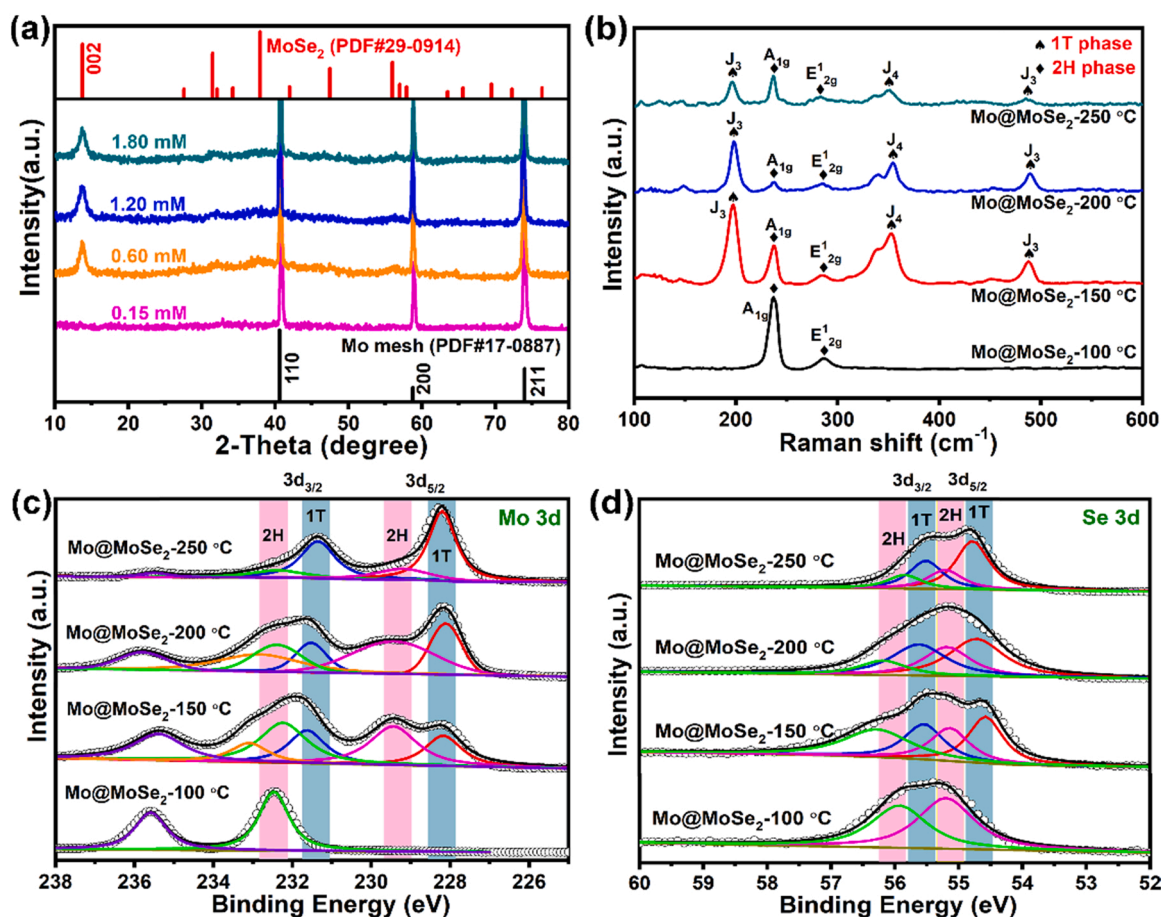 (a)
MoSe₂ (PDF#29-0914)
002
1.80 mM
1.20 mM
0.60 mM
0.15 mM
Mo mesh (PDF#17-0887)
110
200
211
Intensity(a.u.)
10 20 30 40 50 60 70 80
2-Theta (degree)
(b)
♠ 1T phase
♦ 2H phase
J₃ A₁g E¹₂g J₄ J₃
Mo@MoSe₂-250 °C
J₃ A₁g E¹₂g J₄ J₃
Mo@MoSe₂-200 °C
J₃ A₁g E¹₂g J₄ J₃
Mo@MoSe₂-150 °C
A₁g E¹₂g
Mo@MoSe₂-100 °C
Intensity (a.u.)
100 200 300 400 500 600
Raman shift (cm⁻¹)
(c)
3d₃/₂ 3d₅/₂
Mo 3d
2H 1T 2H 1T
Mo@MoSe₂-250 °C
Mo@MoSe₂-200 °C
Mo@MoSe₂-150 °C
Mo@MoSe₂-100 °C
Intensity (a.u.)
238 236 234 232 230 228 226
Binding Energy (eV)
(d)
3d₃/₂ 3d₅/₂
Se 3d
2H 1T 2H 1T
Mo@MoSe₂-250 °C
Mo@MoSe₂-200 °C
Mo@MoSe₂-150 °C
Mo@MoSe₂-100 °C
Intensity (a.u.)
60 59 58 57 56 55 54 53 52
Binding Energy (eV)